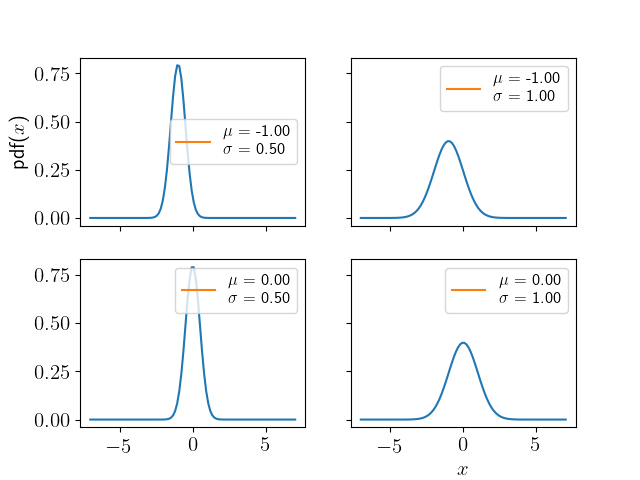 pdf(x)
0.75
0.50
0.25
0.00
μ = -1.00
σ = 0.50
μ = -1.00
σ = 1.00
0.75
0.50
0.25
0.00
μ = 0.00
σ = 0.50
μ = 0.00
σ = 1.00
−5 0 5
−5 0 5
x